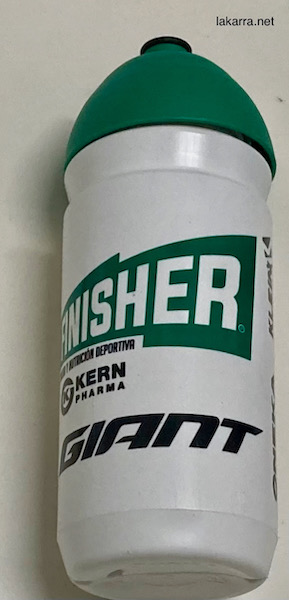 lakarra.net
FINISHER
Y NUTRICIÓN DEPORTIVA
K KERN
PHARMA
GIANT